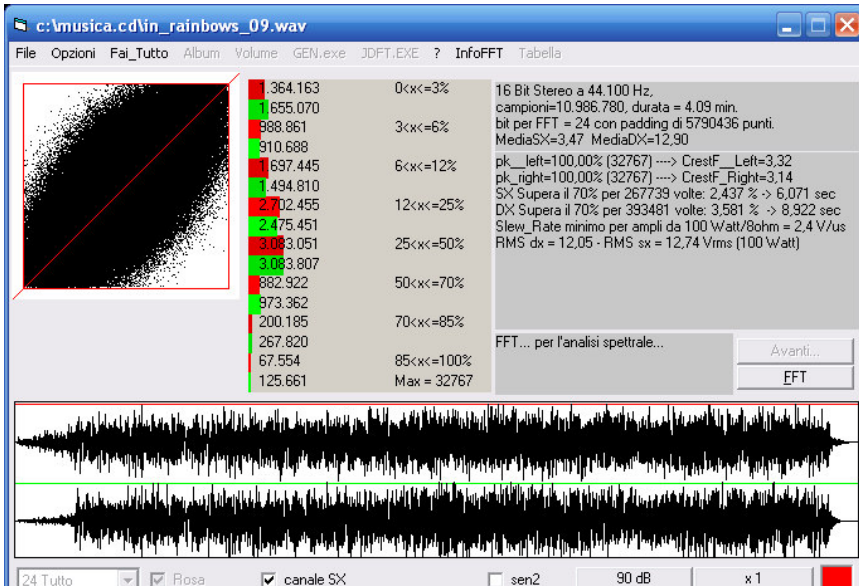 c:\musica.cd\in_rainbows_09.wav
File Opzioni Fai_Tutto Album Volume GEN.exe JDFT.EXE ? InfoFFT Tabella
1.364.163 0<x<=3%
1.655.070
988.861 3<x<=6%
910.688
1.697.445 6<x<=12%
1.494.810
2.702.455 12<x<=25%
2.475.451
3.083.051 25<x<=50%
3.083.807
882.922 50<x<=70%
973.362
200.185 70<x<=85%
267.820
67.554 85<x<=100%
125.661 Max = 32767
16 Bit Stereo a 44.100 Hz,
campioni=10.986.780, durata = 4.09 min.
bit per FFT = 24 con padding di 5790436 punti.
MediaSX=3,47 MediaDX=12,90
pk__left=100,00% (32767) ----> CrestF__Left=3,32
pk_right=100,00% (32767) ----> CrestF_Right=3,14
SX Supera il 70% per 267739 volte: 2,437 % -> 6,071 sec
DX Supera il 70% per 393481 volte: 3,581 % -> 8,922 sec
Slew_Rate minimo per ampli da 100 Watt/8ohm = 2,4 V/us
RMS dx = 12,05 - RMS sx = 12,74 Vrms (100 Watt)
FFT... per l'analisi spettrale...
Avanti...
FFT
24 Tutto Rosa canale SX sen2 90 dB x 1